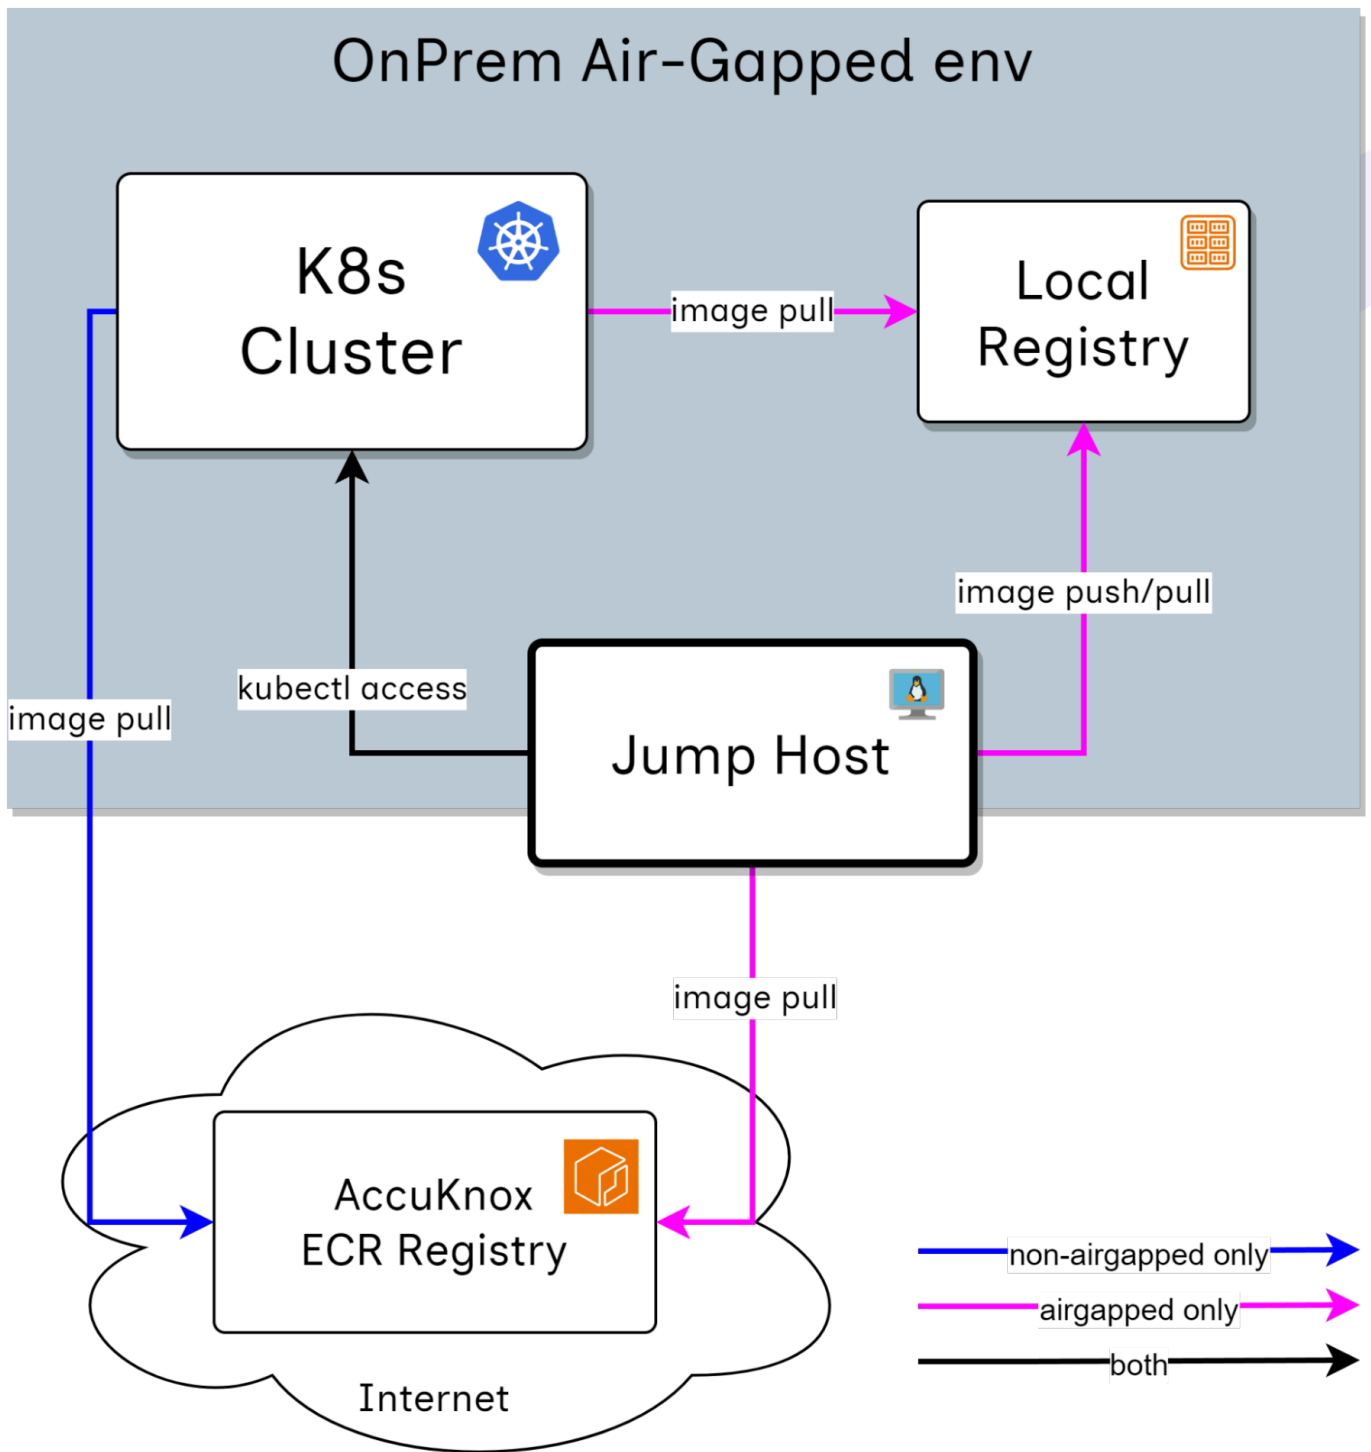 OnPrem Air-Gapped env
K8s
Cluster
Local
Registry
image pull
image push/pull
kubectl access
image pull
Jump Host
image pull
AccuKnox
ECR Registry
Internet
non-airgapped only
airgapped only
both